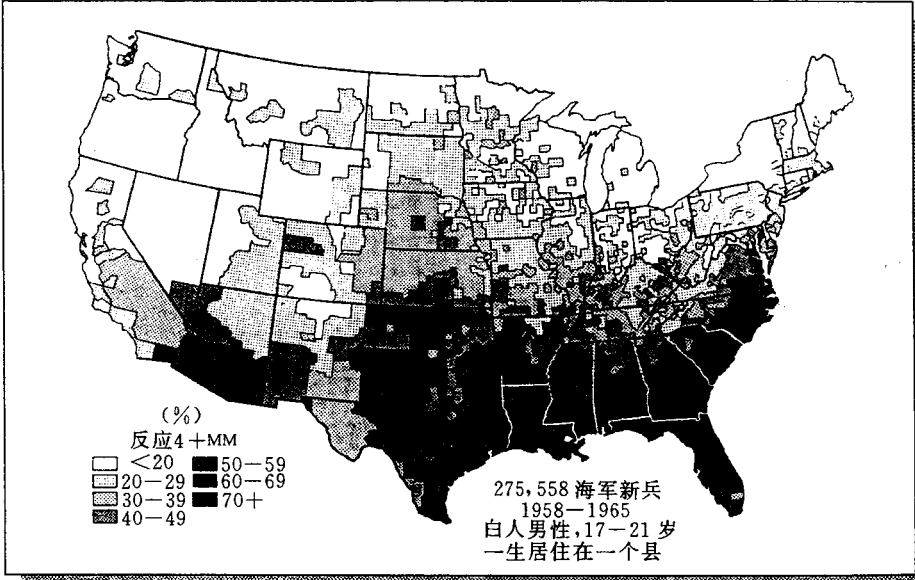 (%)
反应4+MM
<20
20—29
30—39
40—49
50—59
60—69
70+
275,558 海军新兵
1958—1965
白人男性,17—21 岁
一生居住在一个县